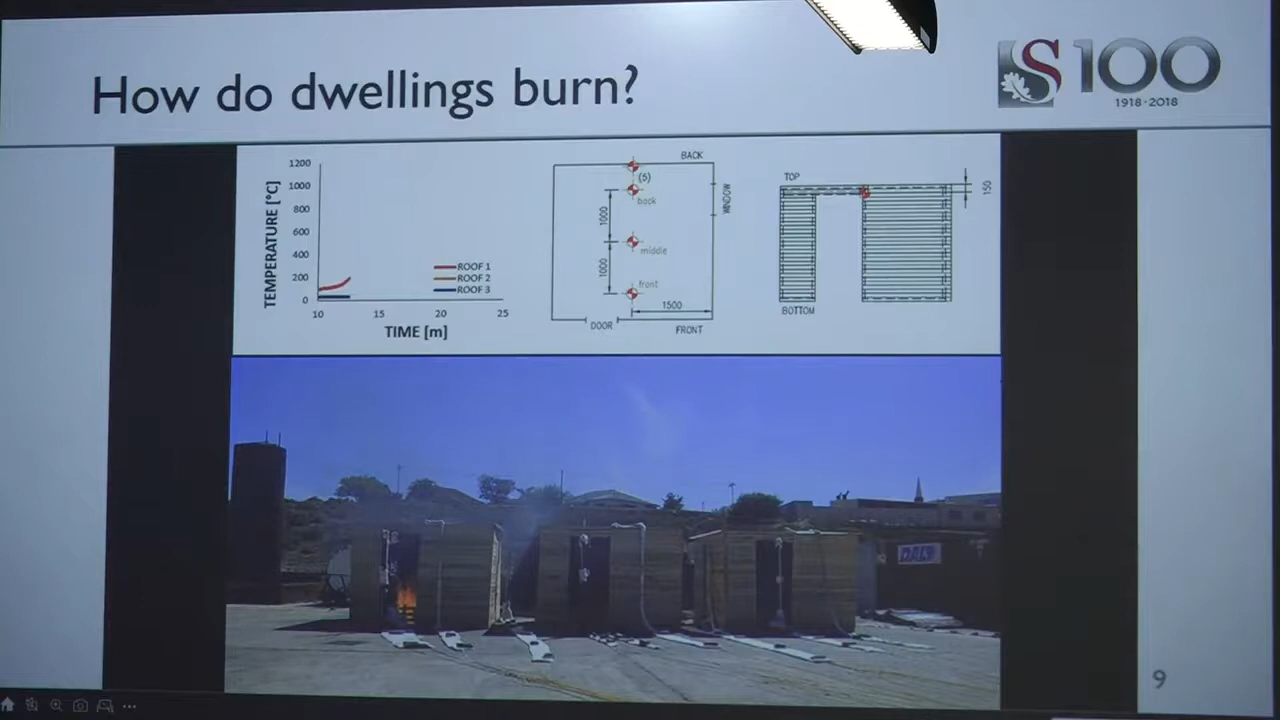 How do dwellings burn?
S100
1918-2018
TEMPERATURE [°C]
1200
1000
800
600
400
200
0
10
15
20
25
TIME [m]
ROOF 1
ROOF 2
ROOF 3
BACK
(5)
back
1000
middle
1000
front
1500
WINDOW
DOOR
FRONT
TOP
150
BOTTOM
9